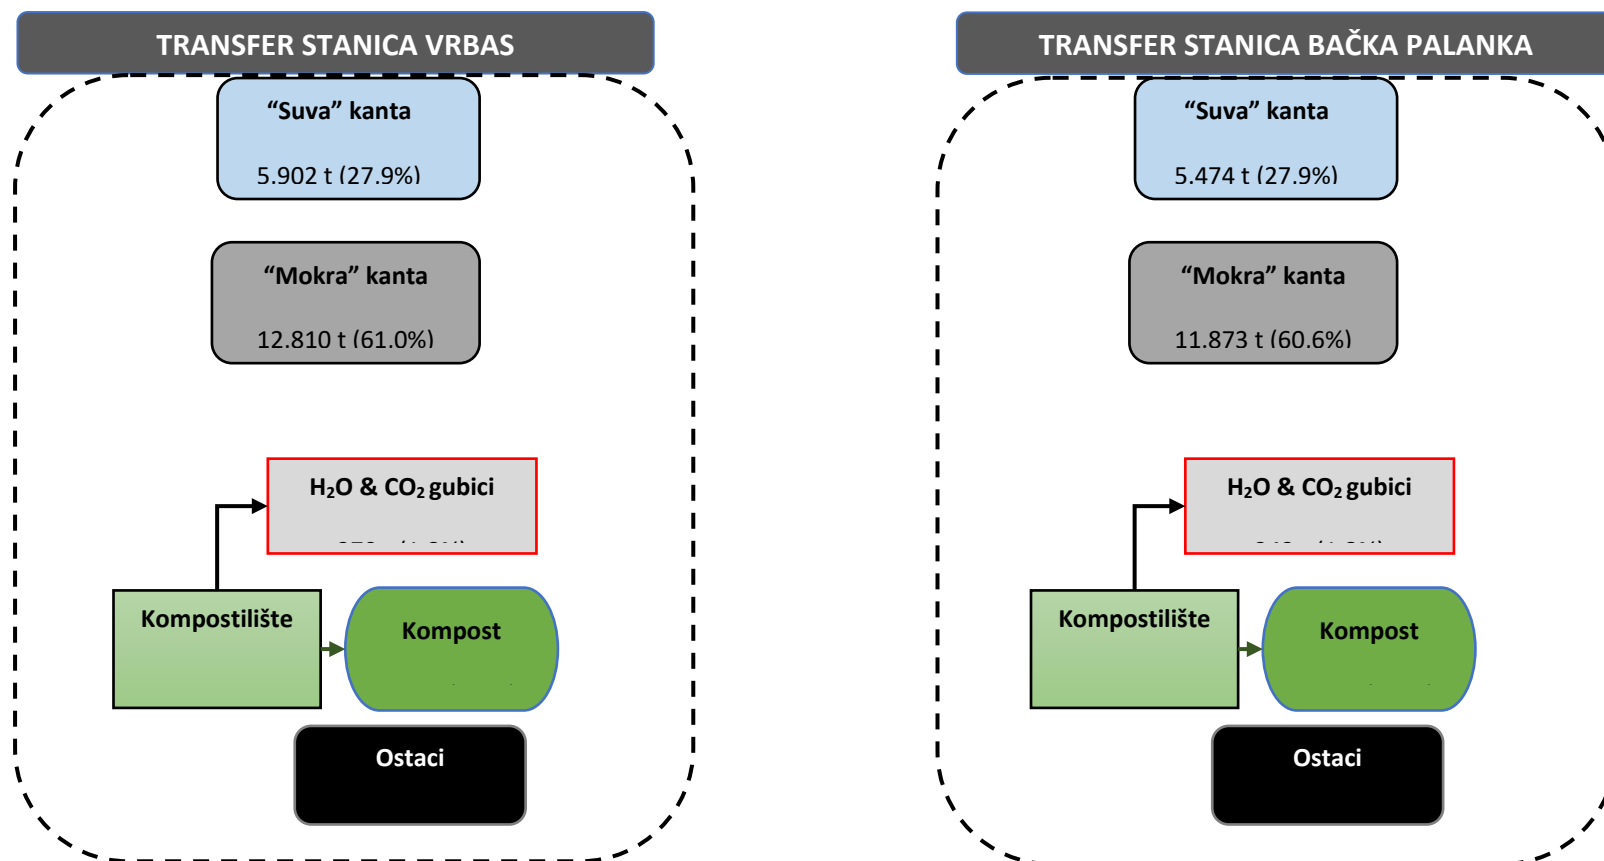 TRANSFER STANICA VRBAS
“Suva” kanta
5.902 t (27.9%)
“Mokra” kanta
12.810 t (61.0%)
H₂O & CO₂ gubici
Kompostilište
Kompost
Ostaci
TRANSFER STANICA BAČKA PALANKA
“Suva” kanta
5.474 t (27.9%)
“Mokra” kanta
11.873 t (60.6%)
H₂O & CO₂ gubici
Kompostilište
Kompost
Ostaci